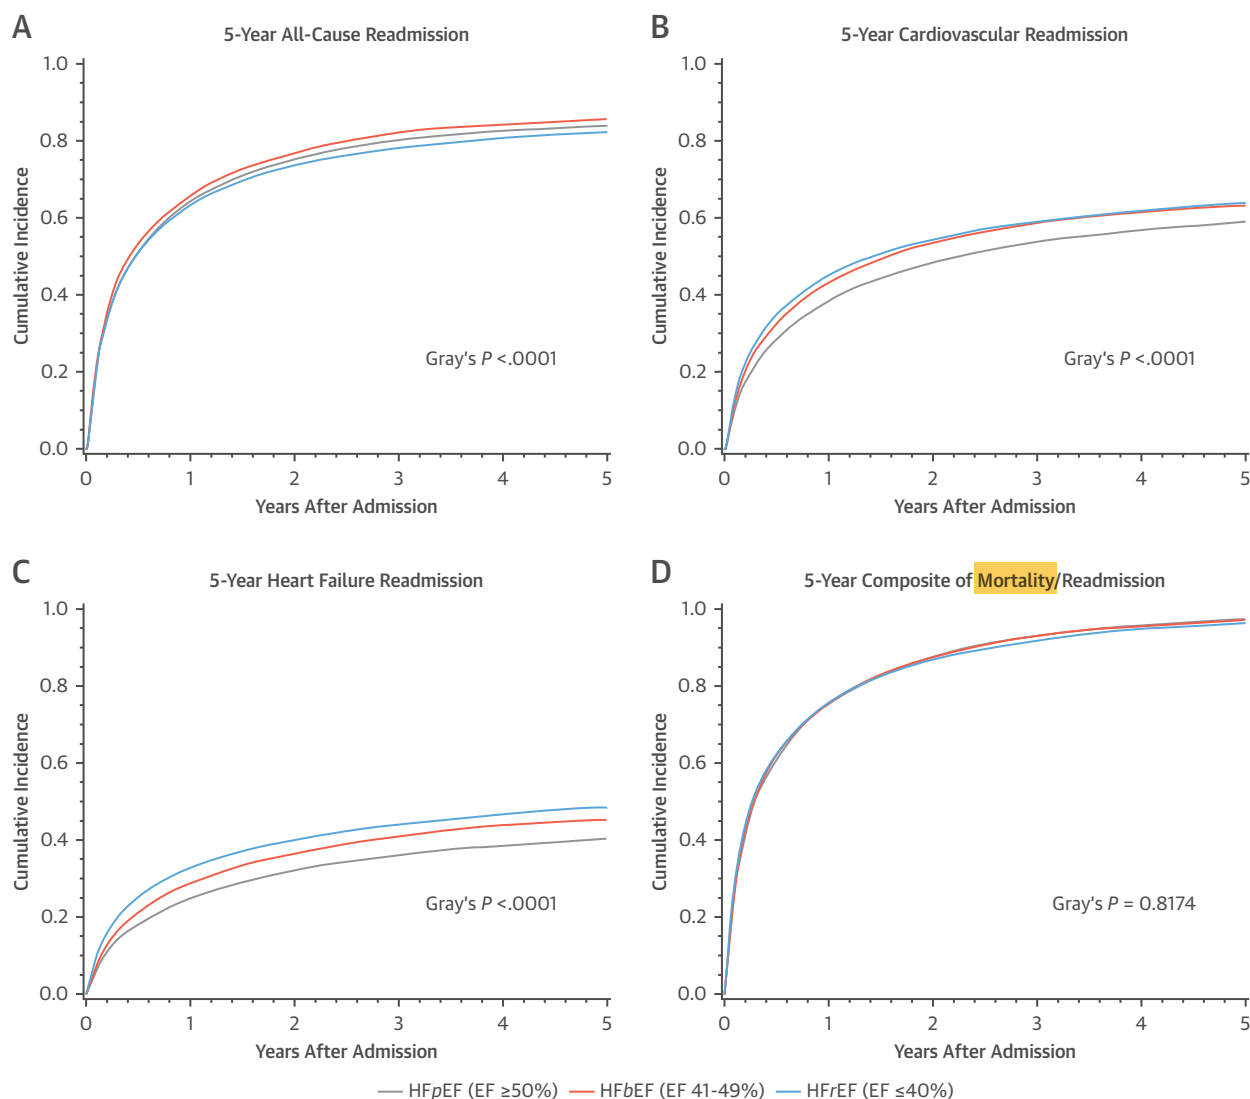 A
5-Year All-Cause Readmission
Cumulative Incidence
1.0
0.8
0.6
0.4
0.2
0.0
Gray's P <.0001
0 1 2 3 4 5
Years After Admission
B
5-Year Cardiovascular Readmission
Cumulative Incidence
1.0
0.8
0.6
0.4
0.2
0.0
Gray's P <.0001
0 1 2 3 4 5
Years After Admission
C
5-Year Heart Failure Readmission
Cumulative Incidence
1.0
0.8
0.6
0.4
0.2
0.0
Gray's P <.0001
0 1 2 3 4 5
Years After Admission
D
5-Year Composite of Mortality/Readmission
Cumulative Incidence
1.0
0.8
0.6
0.4
0.2
0.0
Gray's P = 0.8174
0 1 2 3 4 5
Years After Admission
HFpEF (EF ≥50%) HFbEF (EF 41-49%) HFrEF (EF ≤40%)